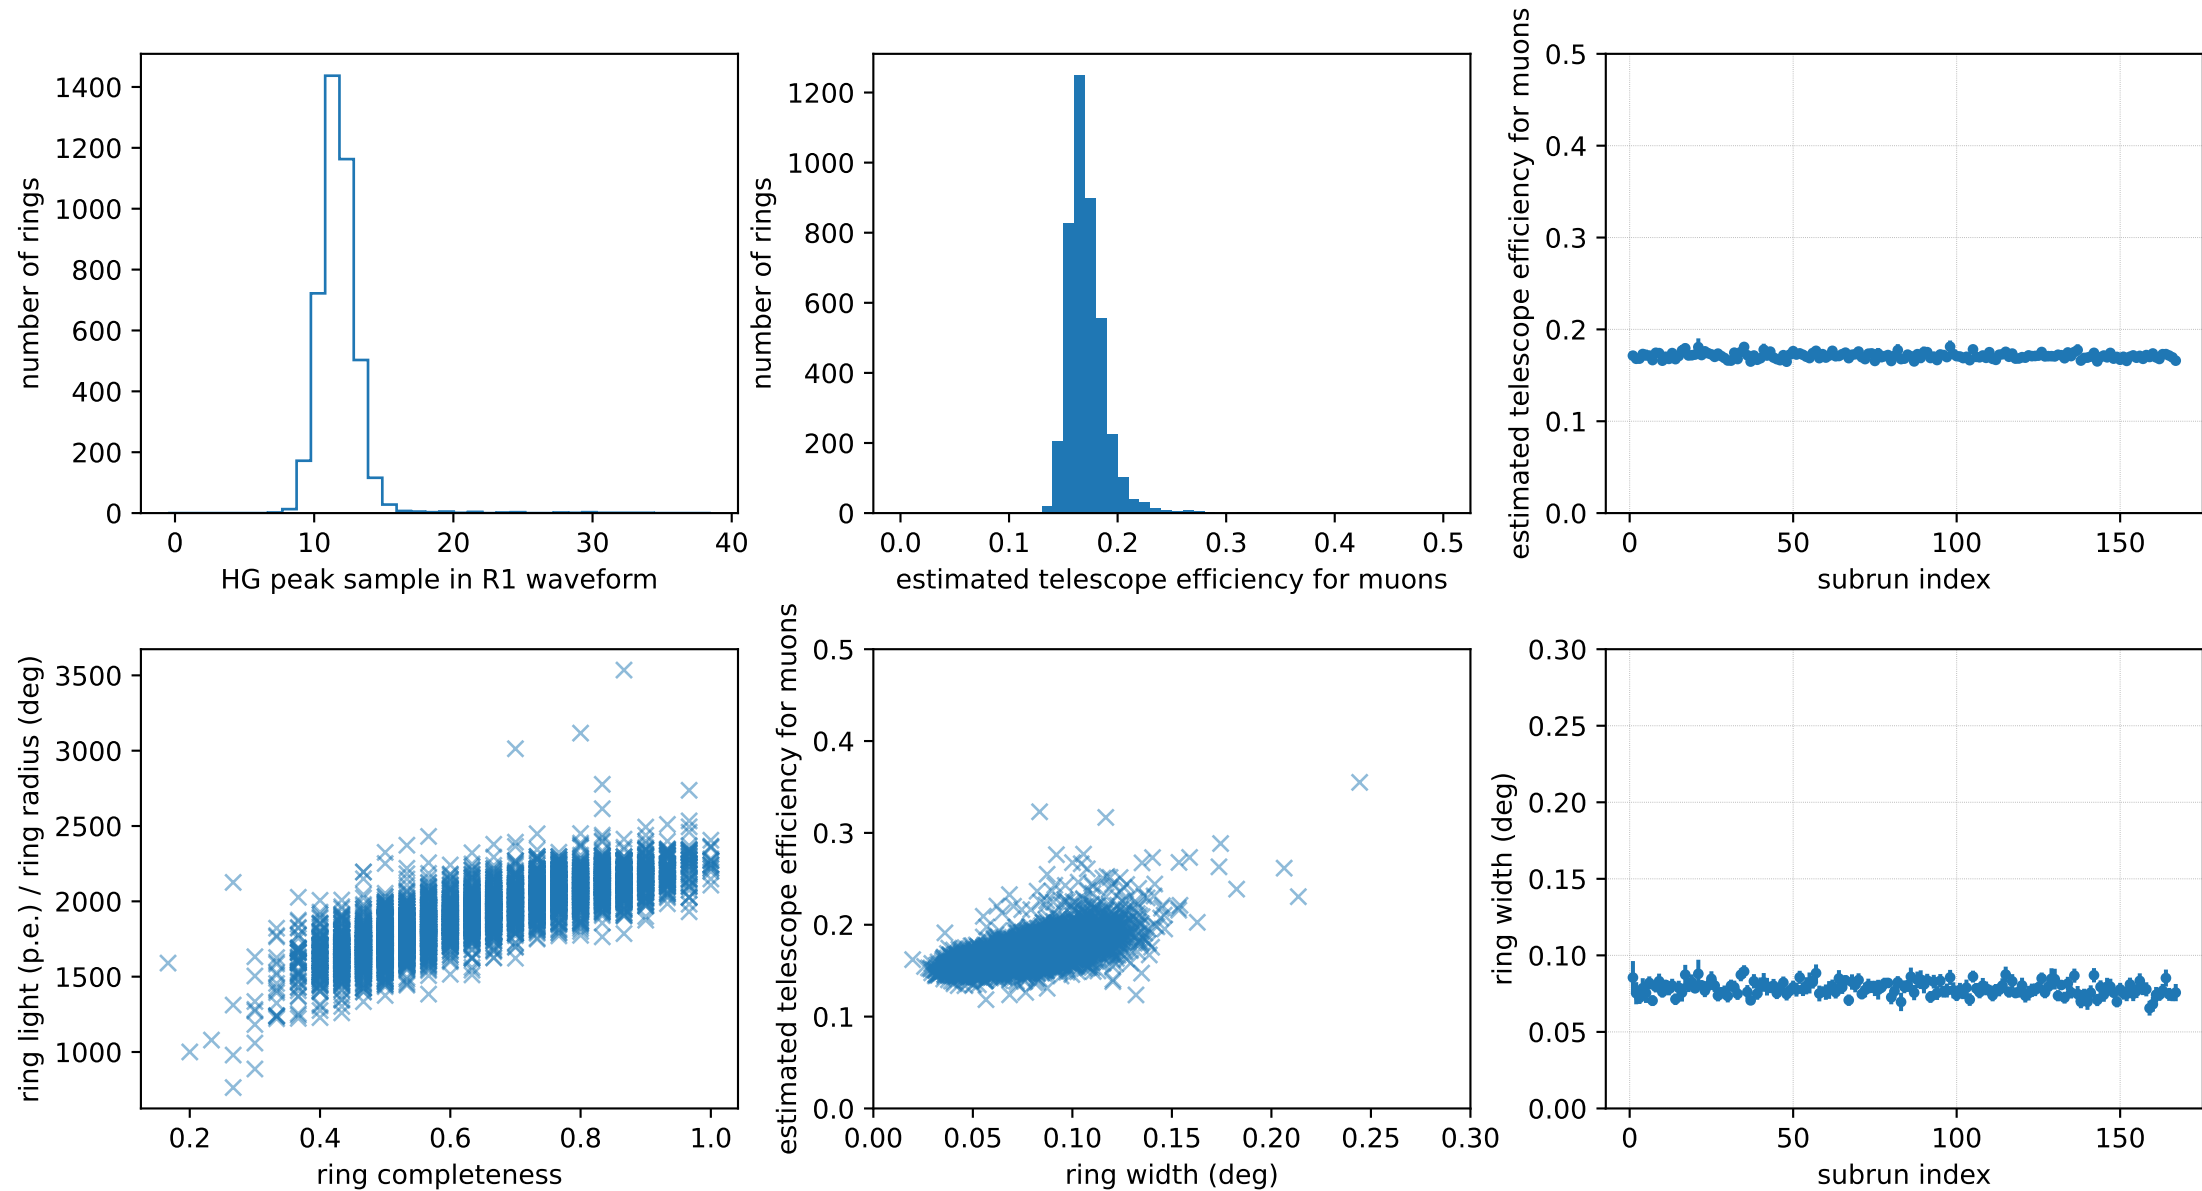 number of rings
1400
1200
1000
800
600
400
200
0
0 10 20 30 40
HG peak sample in R1 waveform
number of rings
1200
1000
800
600
400
200
0
0.0 0.1 0.2 0.3 0.4 0.5
estimated telescope efficiency for muons
estimated telescope efficiency for muons
0.5
0.4
0.3
0.2
0.1
0.0
0 50 100 150
subrun index
ring light (p.e.) / ring radius (deg)
3500
3000
2500
2000
1500
1000
0.2 0.4 0.6 0.8 1.0
ring completeness
estimated telescope efficiency for muons
0.5
0.4
0.3
0.2
0.1
0.0
0.00 0.05 0.10 0.15 0.20 0.25 0.30
ring width (deg)
ring width (deg)
0.30
0.25
0.20
0.15
0.10
0.05
0.00
0 50 100 150
subrun index